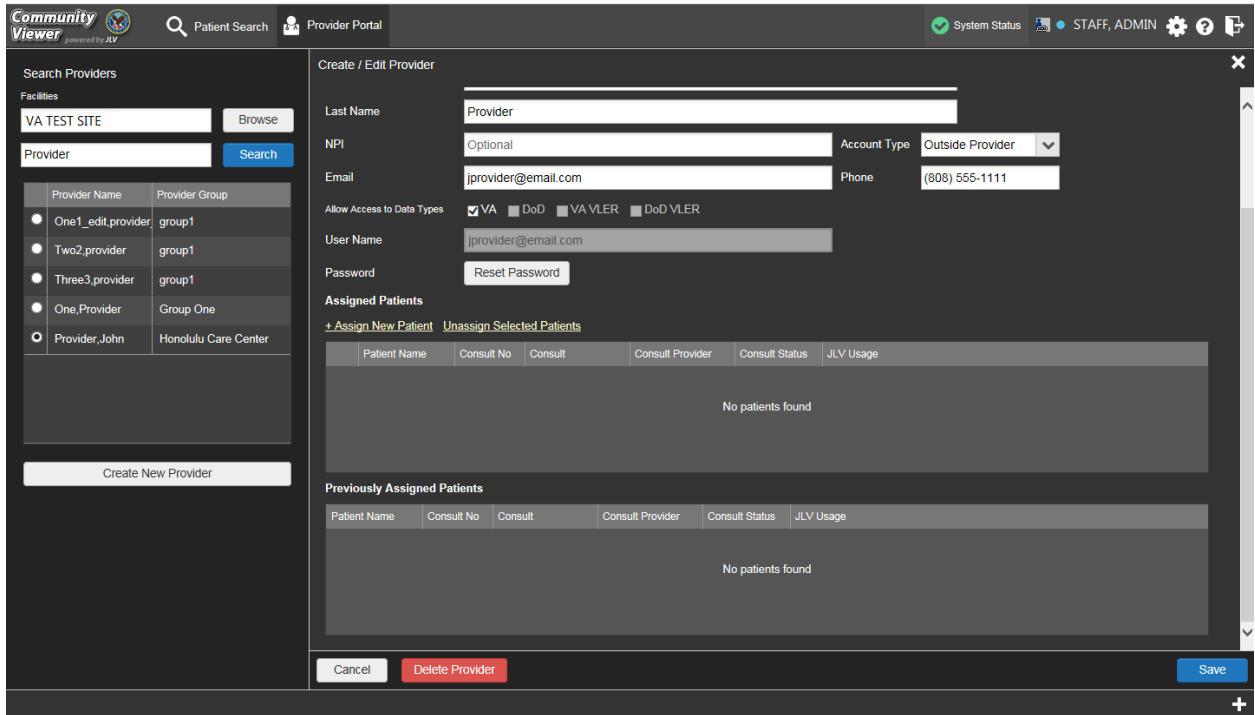 Community Viewer powered by JLV
Patient Search
Provider Portal
System Status
STAFF, ADMIN
Search Providers
Facilities
VA TEST SITE
Browse
Provider
Search
Provider Name Provider Group
One1_edit,provider_ group1
Two2,provider group1
Three3,provider group1
One,Provider Group One
Provider,John Honolulu Care Center
Create New Provider
Create / Edit Provider
Last Name Provider
NPI Optional Account Type Outside Provider
Email jprovider@email.com Phone (808) 555-1111
Allow Access to Data Types VA DoD VA VLER DoD VLER
User Name jprovider@email.com
Password Reset Password
Assigned Patients
+ Assign New Patient Unassign Selected Patients
Patient Name Consult No Consult Consult Provider Consult Status JLV Usage
No patients found
Previously Assigned Patients
Patient Name Consult No Consult Consult Provider Consult Status JLV Usage
No patients found
Cancel Delete Provider Save